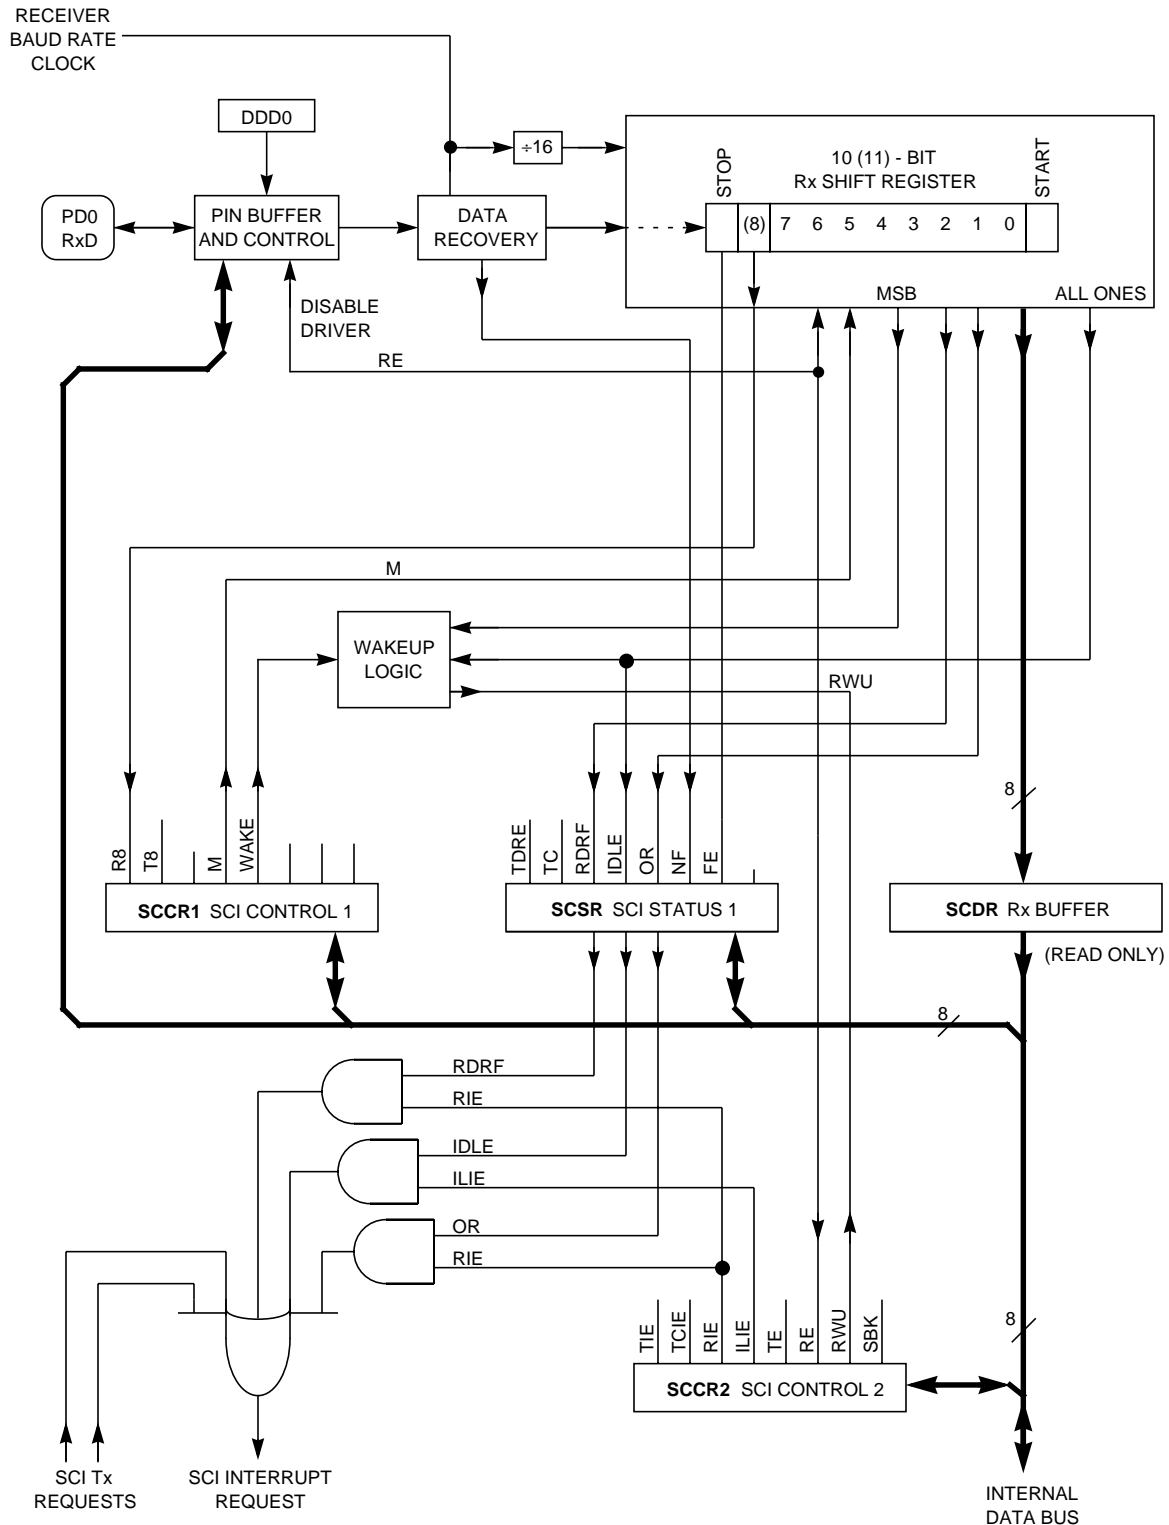 RECEIVER
BAUD RATE
CLOCK
DDD0
÷16
STOP
10 (11) - BIT
Rx SHIFT REGISTER
START
PD0
RxD
PIN BUFFER
AND CONTROL
DATA
RECOVERY
(8) 7 6 5 4 3 2 1 0
MSB
ALL ONES
DISABLE
DRIVER
RE
M
WAKEUP
LOGIC
RWU
8
R8
T8
M
WAKE
TDRE
TC
RDRF
IDLE
OR
NF
FE
SCCR1 SCI CONTROL 1
SCSR SCI STATUS 1
SCDR Rx BUFFER
(READ ONLY)
8
RDRF
RIE
IDLE
ILIE
OR
RIE
8
TIE
TCIE
RIE
ILIE
TE
RE
RWU
SBK
SCCR2 SCI CONTROL 2
SCI Tx
REQUESTS
SCI INTERRUPT
REQUEST
INTERNAL
DATA BUS